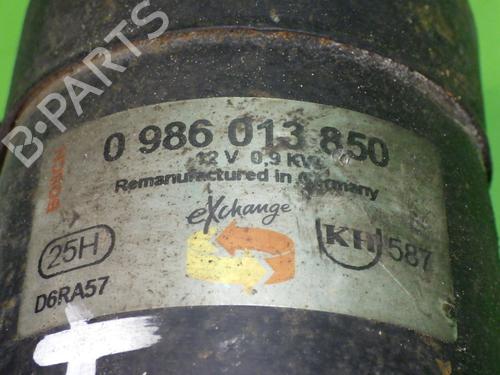 B-PARTS
BOSCH
0 986 013 850
12 V 0,9 KW
Remanufactured in Germany
eXchange
25H
KH 587
D6RA57